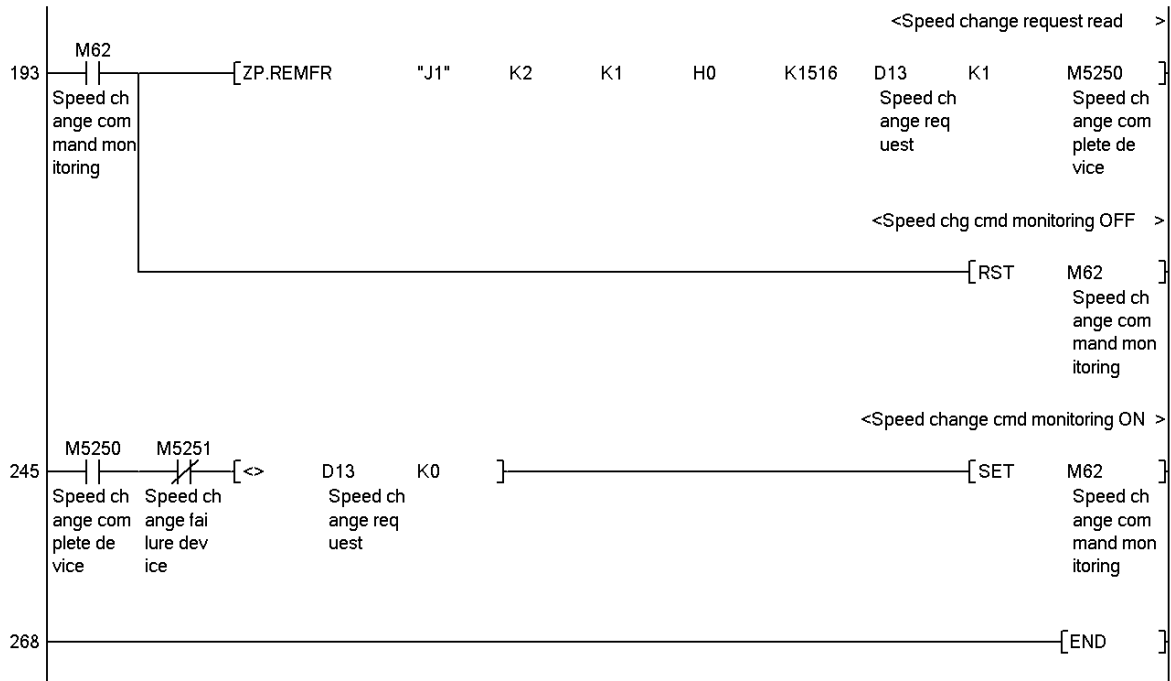 <Speed change request read >
M62
193 [ZP.REMFR "J1" K2 K1 H0 K1516 D13 K1 M5250 ]
Speed ch Speed ch Speed ch
ange com ange req ange com
mand mon uest plete de
itoring vice
<Speed chg cmd monitoring OFF >
[RST M62 ]
Speed ch
ange com
mand mon
itoring
<Speed change cmd monitoring ON >
M5250 M5251
245 [<> D13 K0 ] [SET M62 ]
Speed ch Speed ch Speed ch Speed ch
ange com ange fai ange req ange com
plete de lure dev uest mand mon
vice ice itoring
268 [END ]